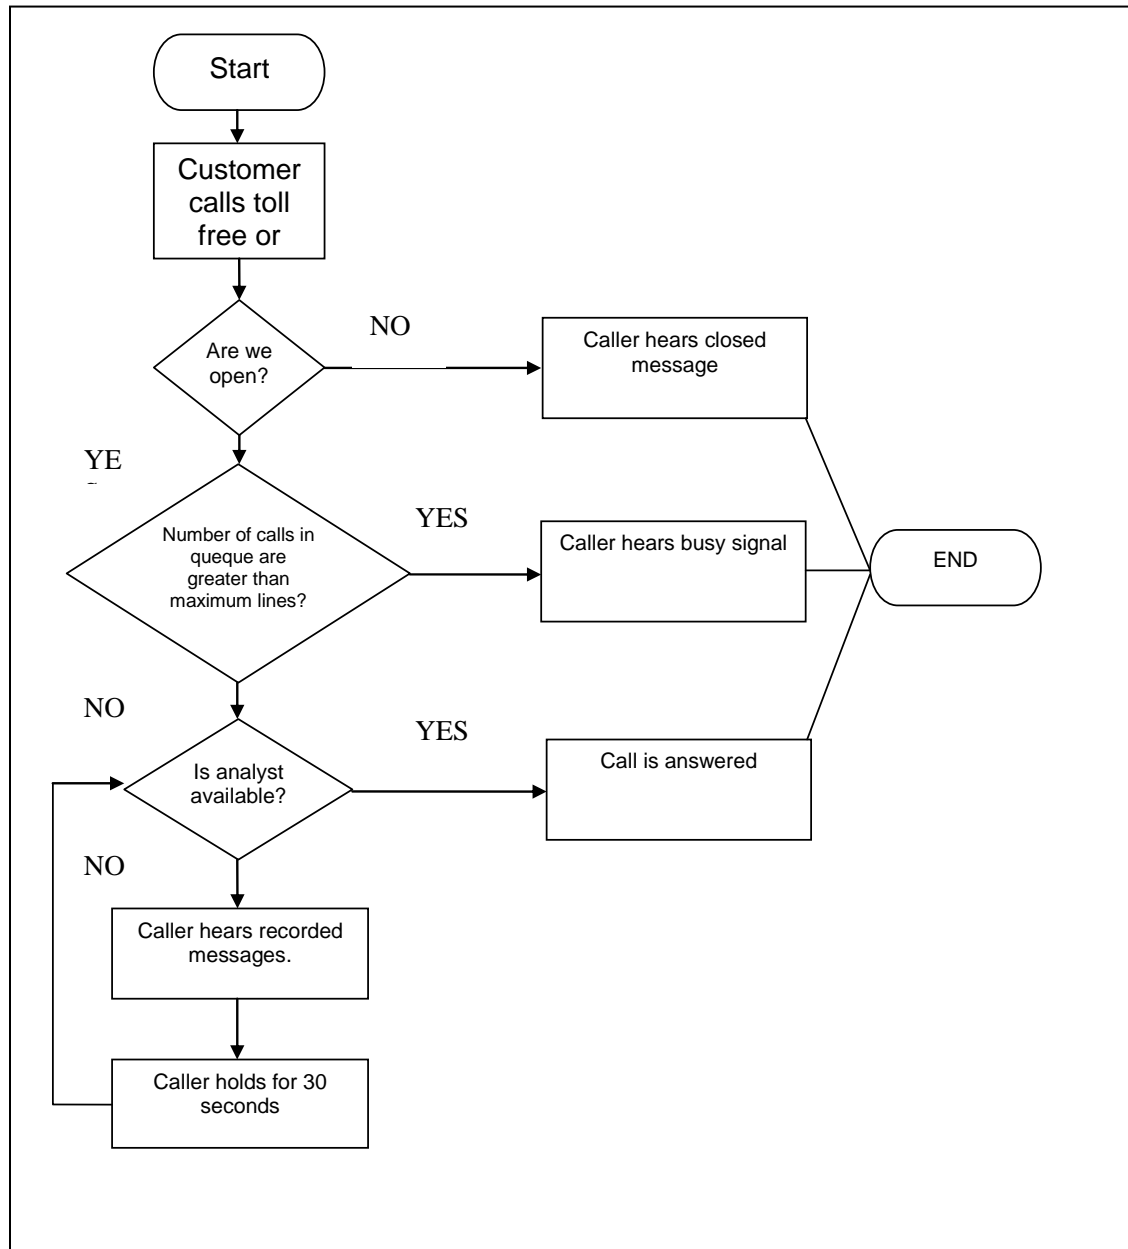 Start
Customer
calls toll
free or
Are we
open?
NO
Caller hears closed
message
YE
Number of calls in
queque are
greater than
maximum lines?
YES
Caller hears busy signal
END
NO
Is analyst
available?
YES
Call is answered
NO
Caller hears recorded
messages.
Caller holds for 30
seconds